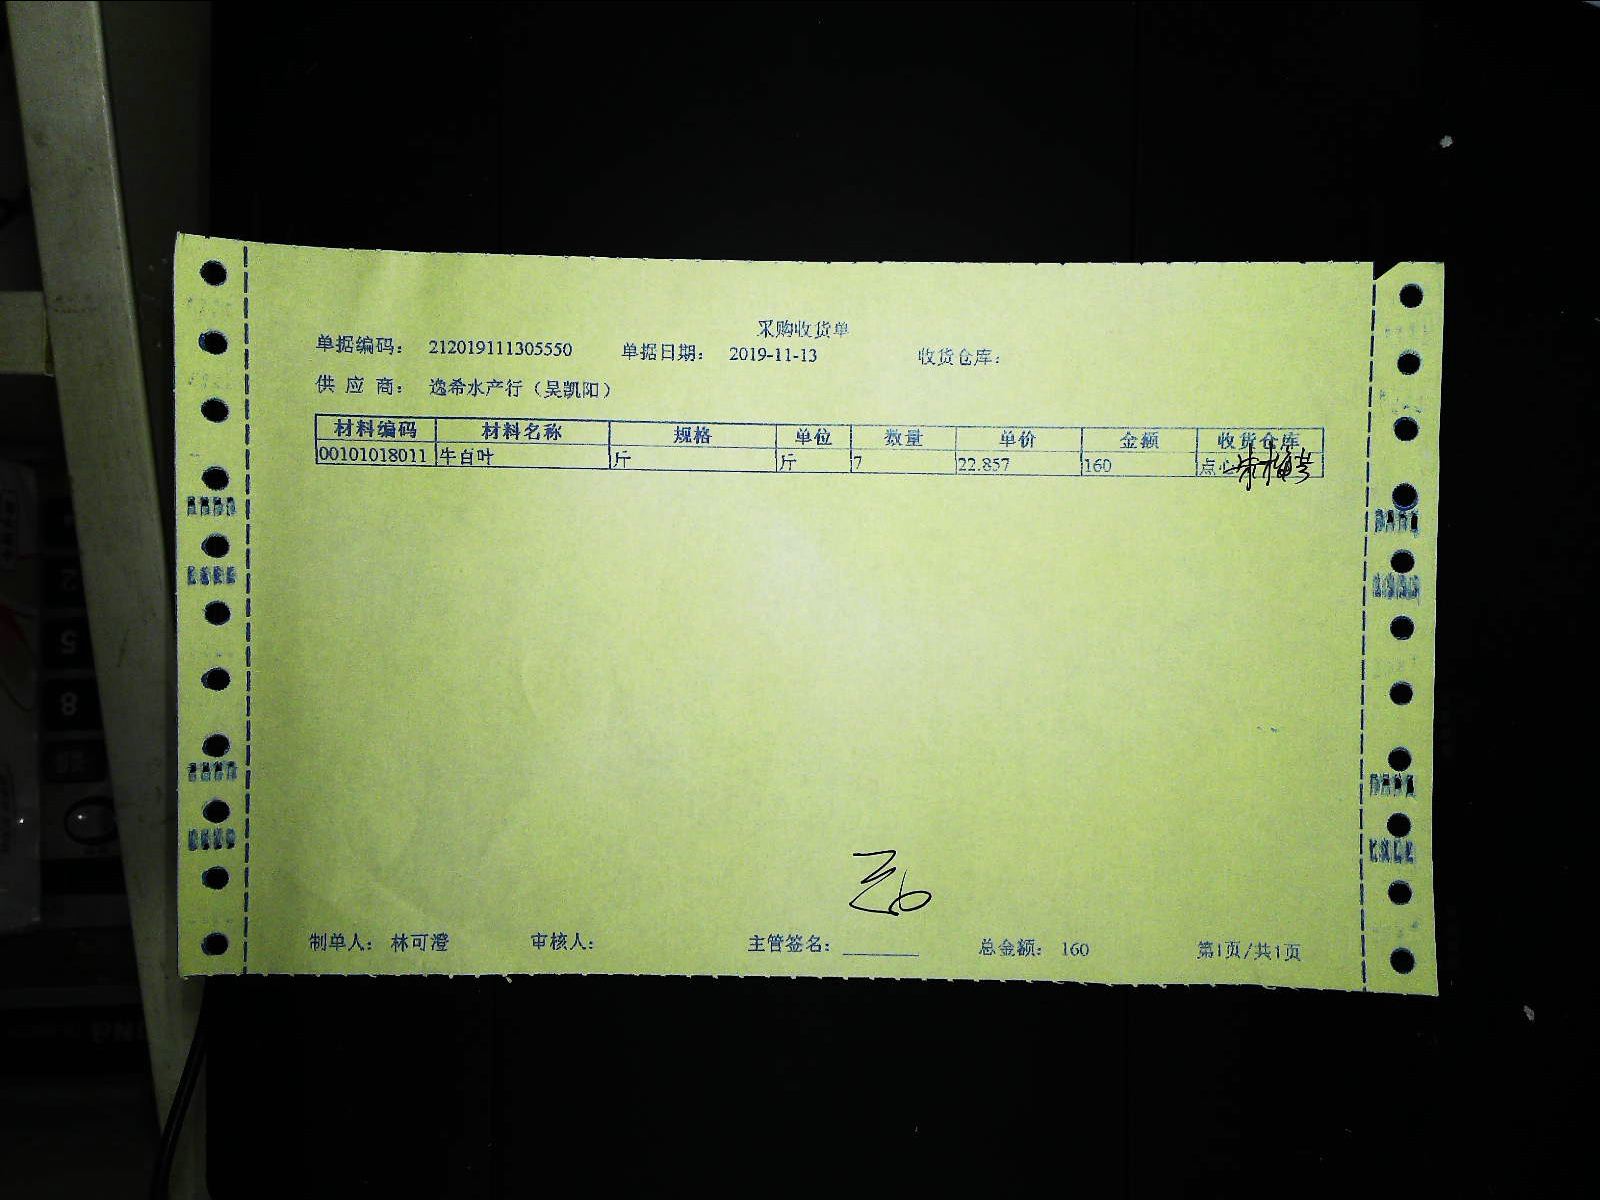 采购收货单
单据编码： 212019111305550 单据日期： 2019-11-13 收货仓库：
供 应 商： 逸希水产行（吴凯阳）
材料编码 材料名称 规格 单位 数量 单价 金额 收货仓库
00101018011 牛百叶 斤 斤 7 22.857 160 点心
制单人： 林可澄 审核人： 主管签名： 总金额： 160 第1页/共1页